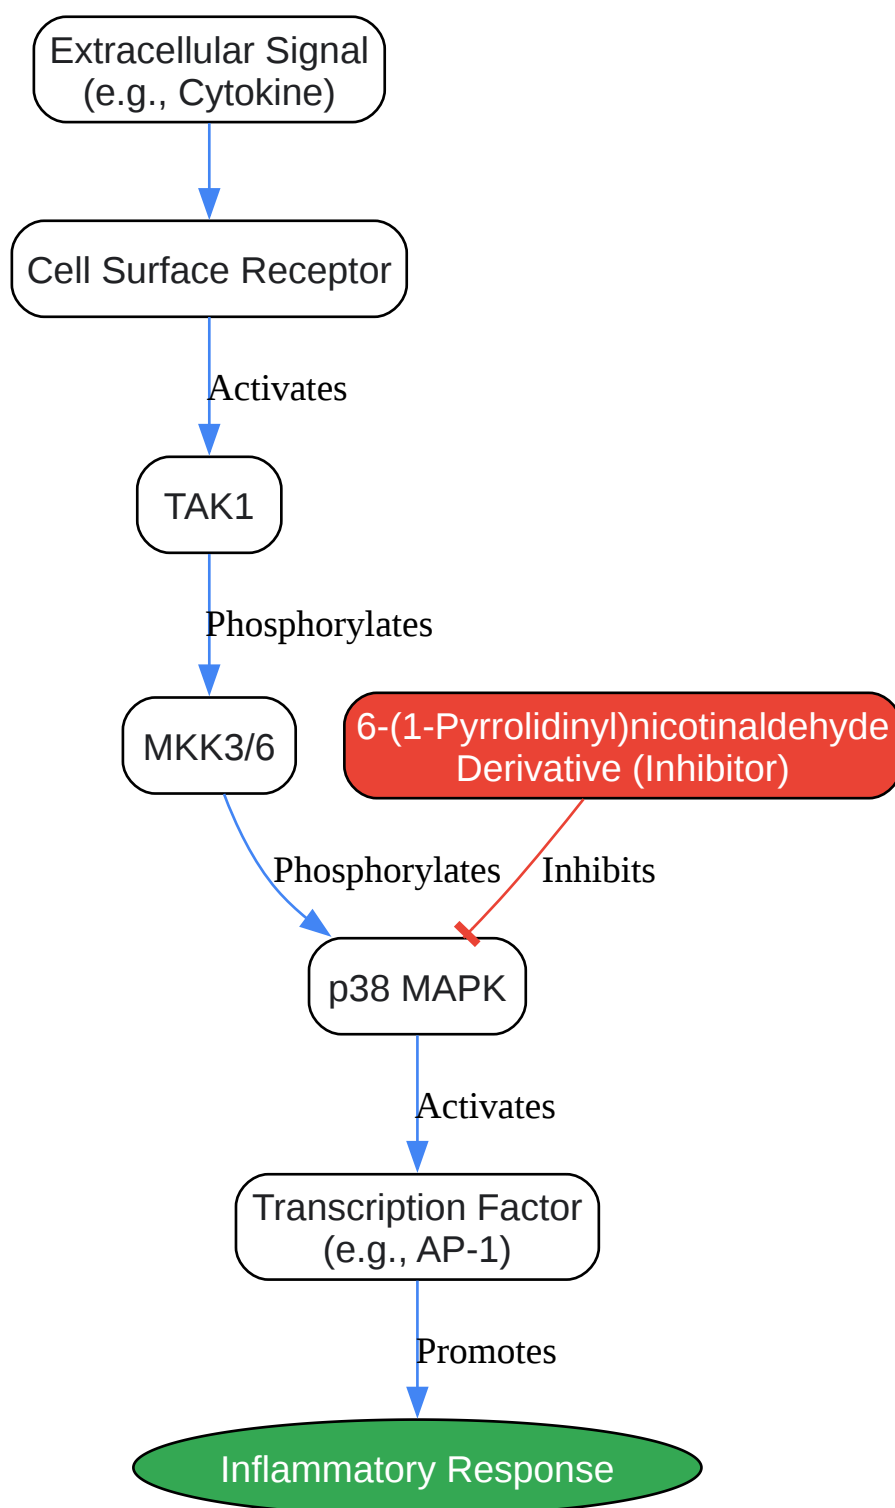 Extracellular Signal
(e.g., Cytokine)
Cell Surface Receptor
Activates
TAK1
Phosphorylates
MKK3/6
6-(1-Pyrrolidinyl)nicotinaldehyde
Derivative (Inhibitor)
Phosphorylates
Inhibits
p38 MAPK
Activates
Transcription Factor
(e.g., AP-1)
Promotes
Inflammatory Response